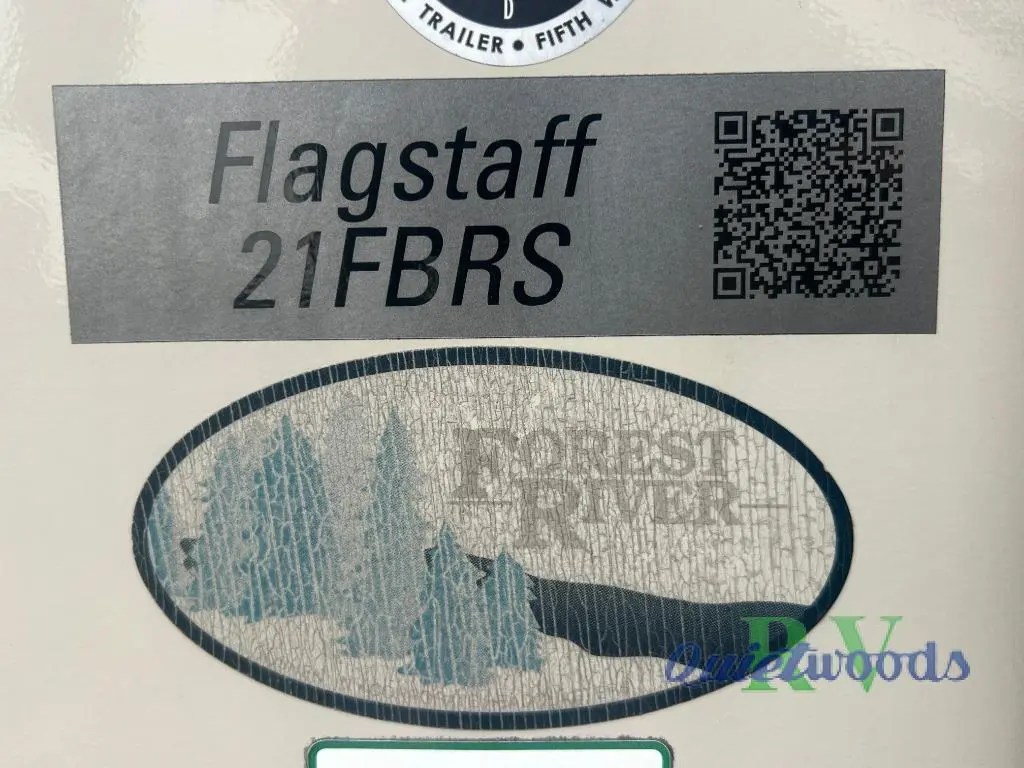 D
TRAILER • FIFTH
Flagstaff
21FBRS
FOREST
RIVER
RV
Quietwoods